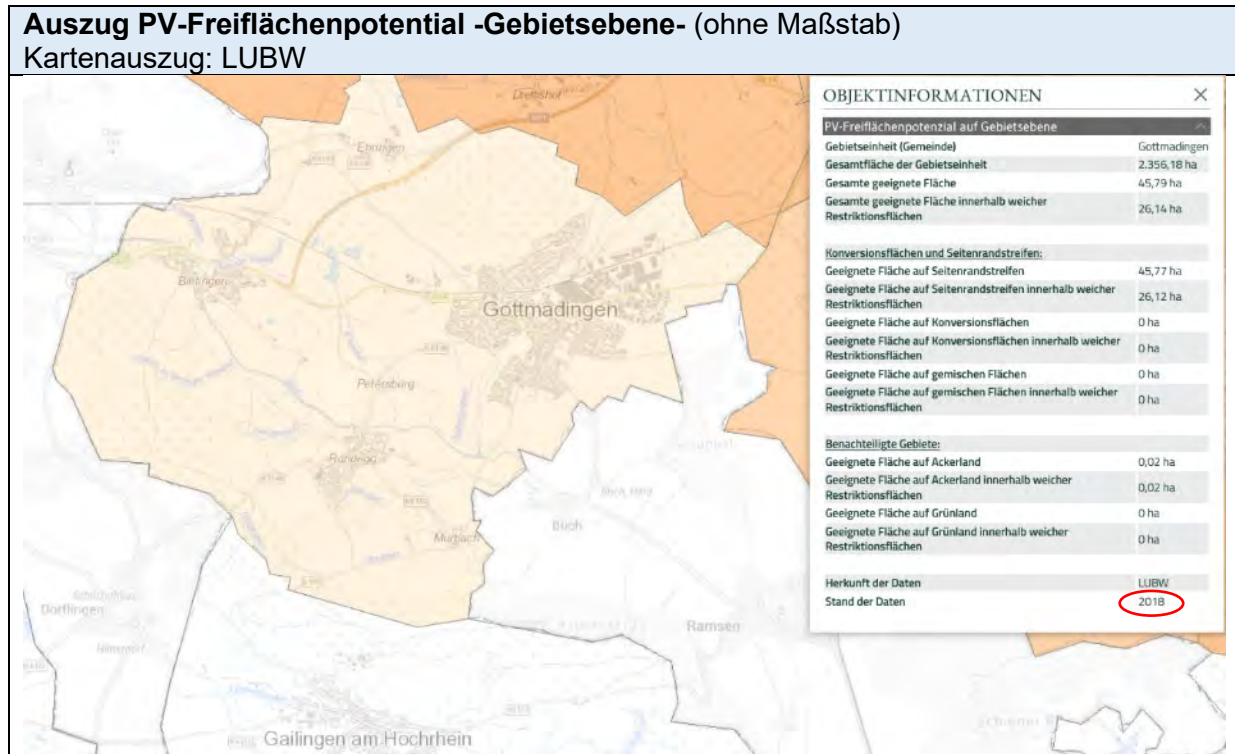 Auszug PV-Freiflächenpotential -Gebietsebene- (ohne Maßstab)
Kartenauszug: LUBW
OBJEKTINFORMATIONEN
PV-Freiflächenpotenzial auf Gebietsebene
Gebietseinheit (Gemeinde) Gottmadingen
Gesamtfläche der Gebietseinheit 2.356,18 ha
Gesamte geeignete Fläche 45,79 ha
Gesamte geeignete Fläche innerhalb weicher
Restriktionsflächen 26,14 ha
Konversionsflächen und Seitenrandstreifen:
Geeignete Fläche auf Seitenrandstreifen 45,77 ha
Geeignete Fläche auf Seitenrandstreifen innerhalb weicher
Restriktionsflächen 26,12 ha
Geeignete Fläche auf Konversionsflächen 0 ha
Geeignete Fläche auf Konversionsflächen innerhalb weicher
Restriktionsflächen 0 ha
Geeignete Fläche auf gemischen Flächen 0 ha
Geeignete Fläche auf gemischen Flächen innerhalb weicher
Restriktionsflächen 0 ha
Benachteiligte Gebiete:
Geeignete Fläche auf Ackerland 0,02 ha
Geeignete Fläche auf Ackerland innerhalb weicher
Restriktionsflächen 0,02 ha
Geeignete Fläche auf Grünland 0 ha
Geeignete Fläche auf Grünland innerhalb weicher
Restriktionsflächen 0 ha
Herkunft der Daten LUBW
Stand der Daten 2018
Ebringen
Bietingen
Gottmadingen
Petersburg
Randegg
Murbach
Buch
Dörflingen
Ramsen
Gailingen am Hochrhein